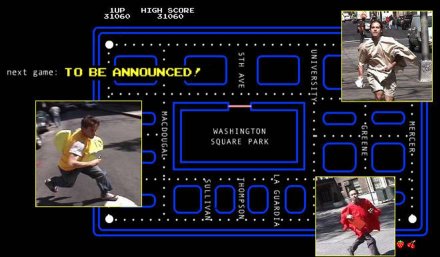 1UP HIGH SCORE
31060 31060
next game: TO BE ANNOUNCED!
5TH AVE
UNIVERSITY
MACDOUGAL
WASHINGTON
SQUARE PARK
GREENE
MERCER
SULLIVAN
THOMPSON
LA GUARDIA